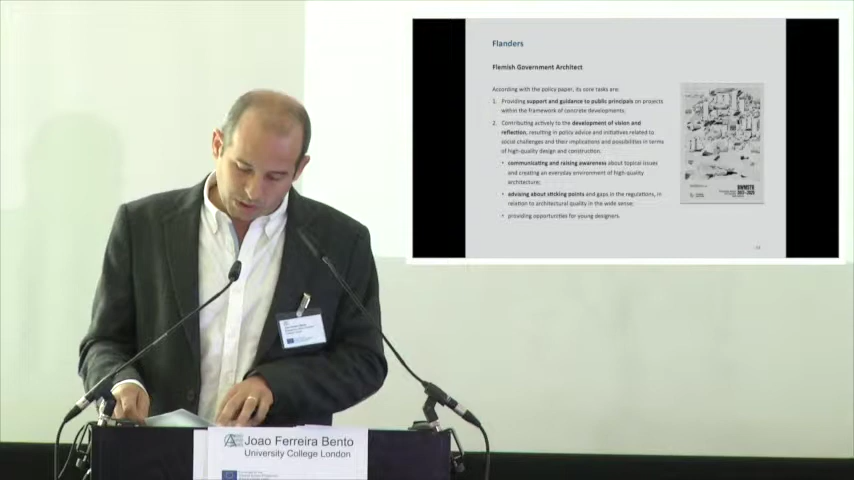 Flanders
Flemish Government Architect
According with the policy paper, its core tasks are:
1. Providing support and guidance to public principals on projects
within the framework of concrete developments;
2. Contributing actively to the development of vision and
reflection, resulting in policy advice and initiatives related to
social challenges and their implications and possibilities in terms
of high-quality design and construction;
• communicating and raising awareness about topical issues
and creating an everyday environment of high-quality
architecture;
• advising about sticking points and gaps in the regulations, in
relation to architectural quality in the wide sense;
• providing opportunities for young designers.
Joao Ferreira Bento
University College London